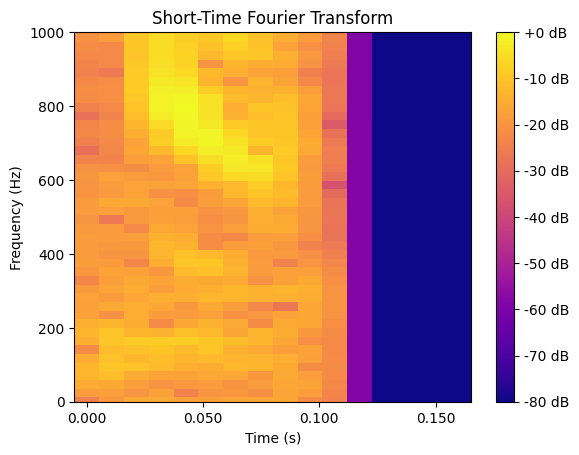 Short-Time Fourier Transform
Frequency (Hz)
1000
800
600
400
200
0
0.000
0.050
0.100
0.150
Time (s)
+0 dB
-10 dB
-20 dB
-30 dB
-40 dB
-50 dB
-60 dB
-70 dB
-80 dB